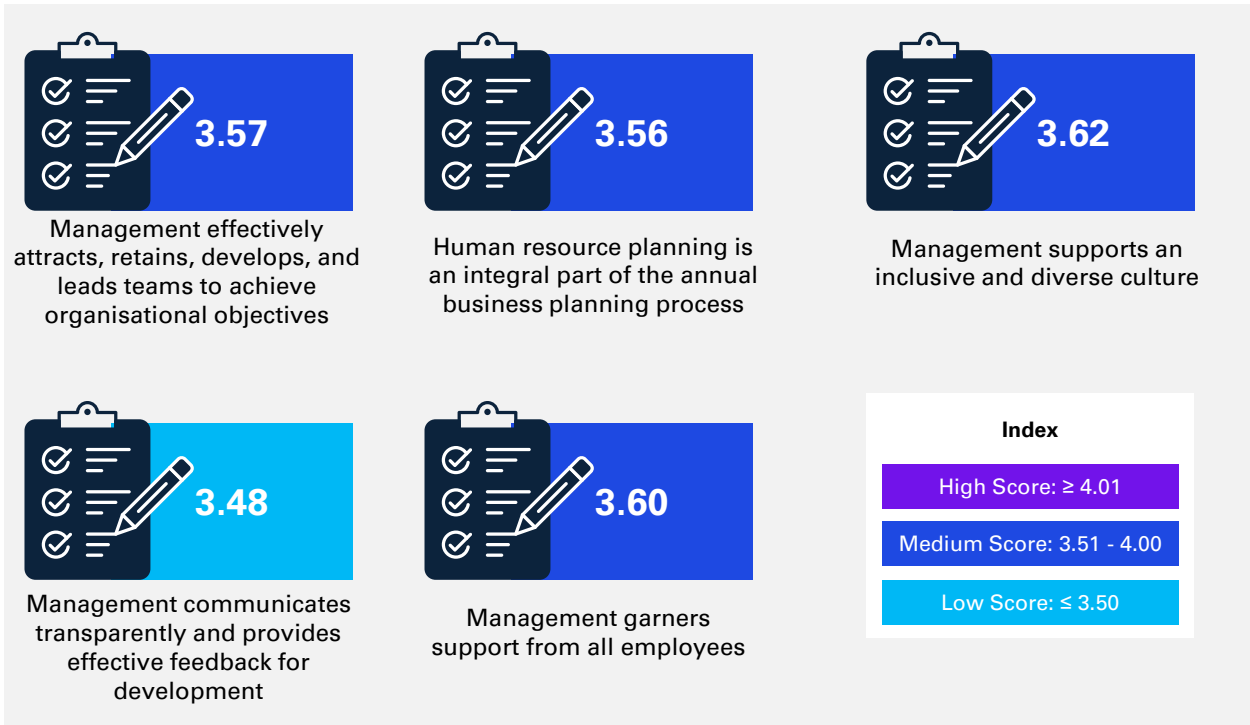 3.57
Management effectively
attracts, retains, develops, and
leads teams to achieve
organisational objectives
3.56
Human resource planning is
an integral part of the annual
business planning process
3.62
Management supports an
inclusive and diverse culture
3.48
Management communicates
transparently and provides
effective feedback for
development
3.60
Management garners
support from all employees
Index
High Score: ≥ 4.01
Medium Score: 3.51 - 4.00
Low Score: ≤ 3.50